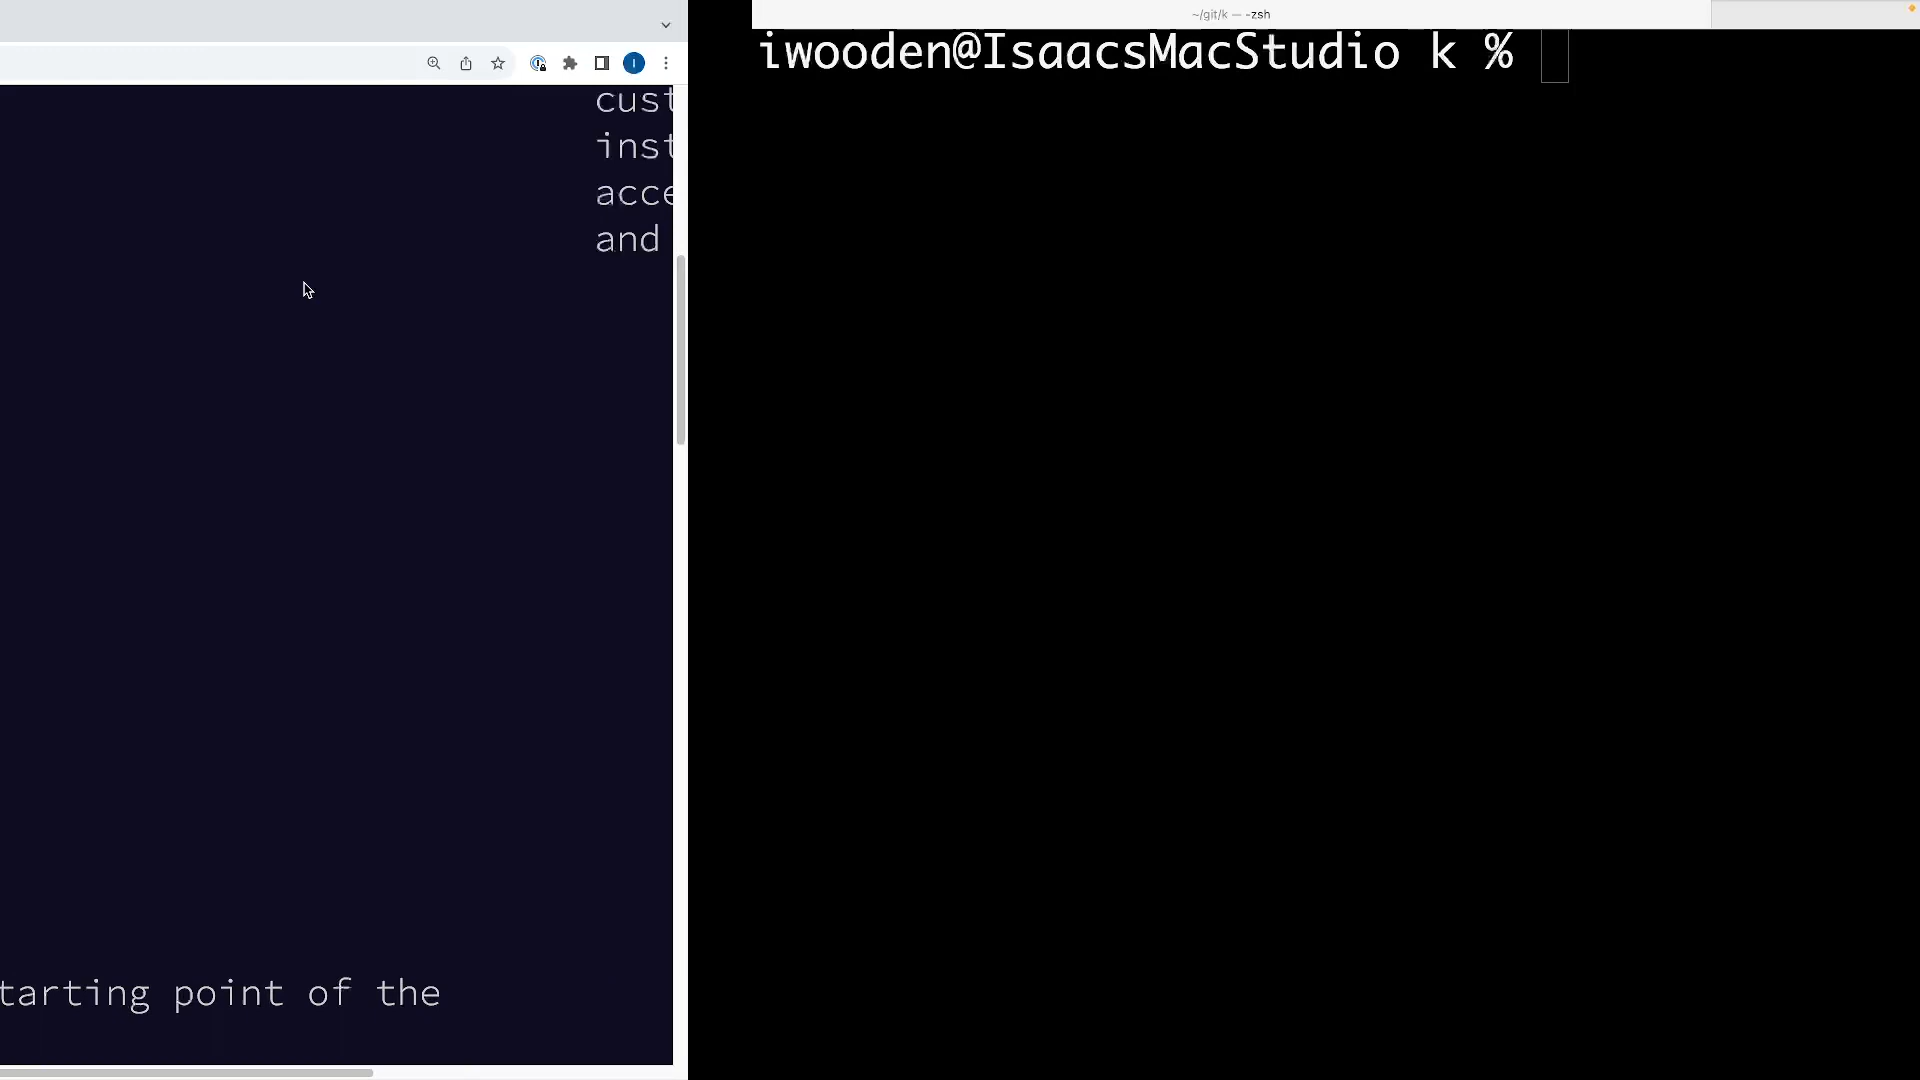 ~/git/k — -zsh
iwooden@IsaacsMacStudio k %
I
cust
inst
acce
and
tarting point of the